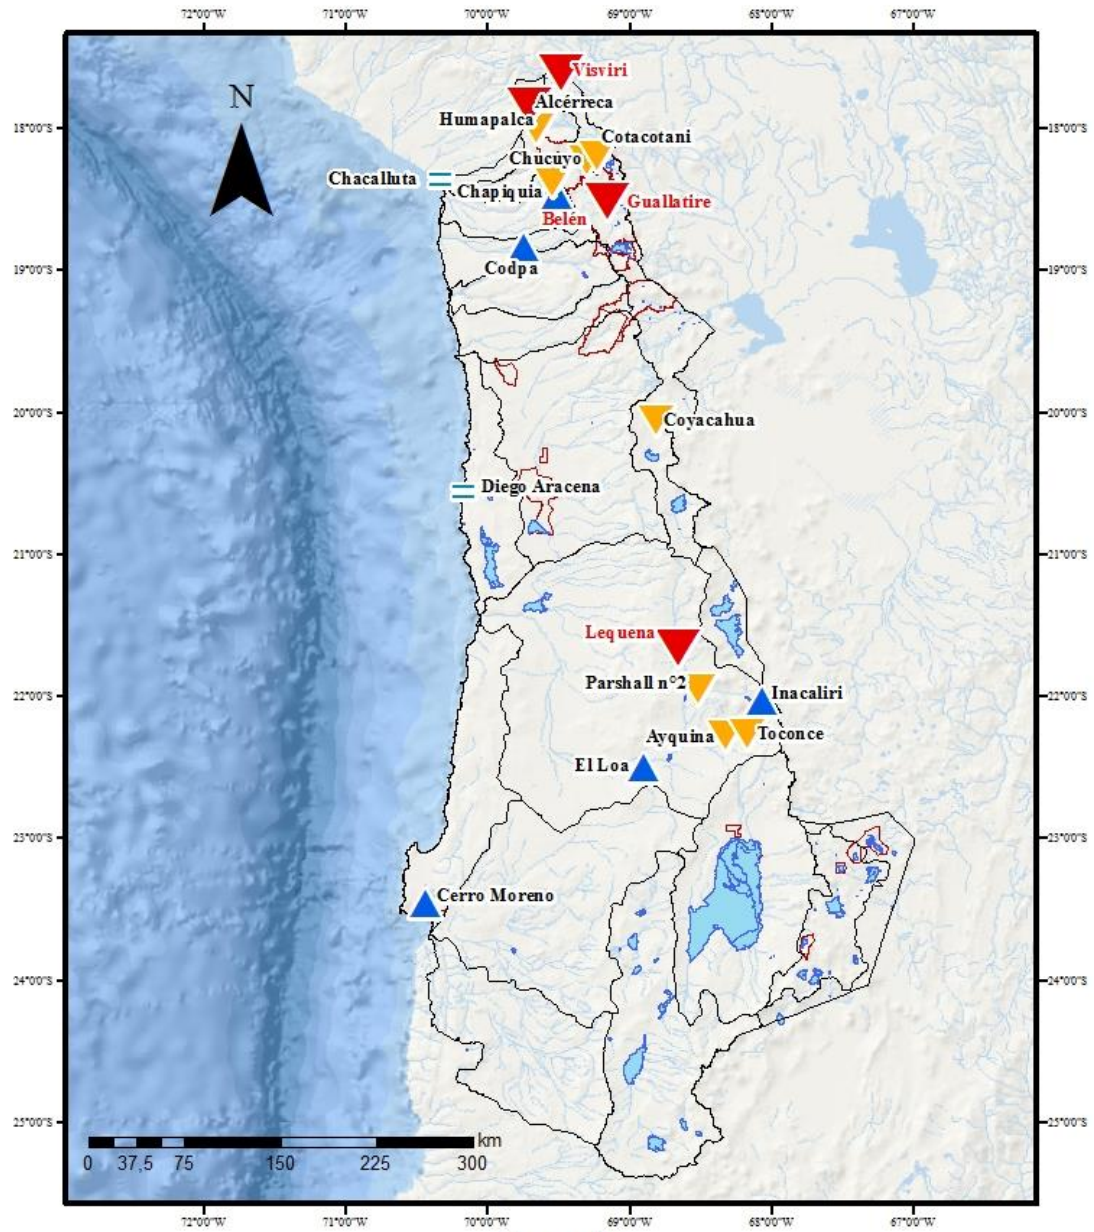 72°00'W 71°00'W 70°00'W 69°00'W 68°00'W 67°00'W
N
Visviri
Alcérreca
Humapalca
18°00'S 18°00'S
Cotacotani
Chucuyo
Chacalluta
Chapiquiá
Guallatire
Belén
Codpa
19°00'S 19°00'S
20°00'S 20°00'S
Coyacahua
Diego Aracena
21°00'S 21°00'S
Lequena
Parshall n°2
22°00'S 22°00'S
Inacaliri
Ayquina
Toconce
El Loa
23°00'S 23°00'S
Cerro Moreno
24°00'S 24°00'S
25°00'S 25°00'S
km
0 37,5 75 150 225 300
72°00'W 71°00'W 70°00'W 69°00'W 68°00'W 67°00'W